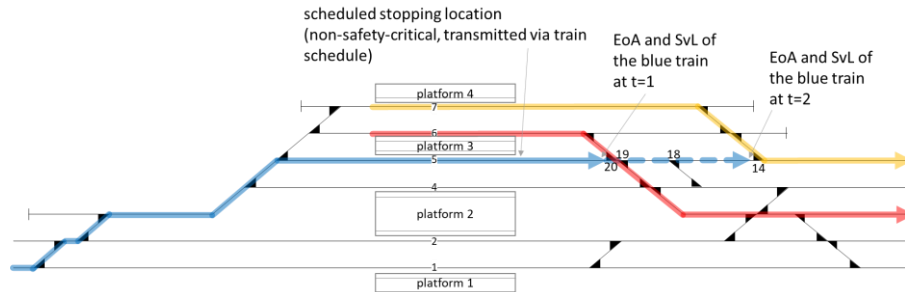 scheduled stopping location
(non-safety-critical, transmitted via train
schedule)
EoA and SvL of
the blue train
at t=1
EoA and SvL of
the blue train
at t=2
platform 4
7
6
platform 3
5
19
18
20
14
4
platform 2
2
1
platform 1